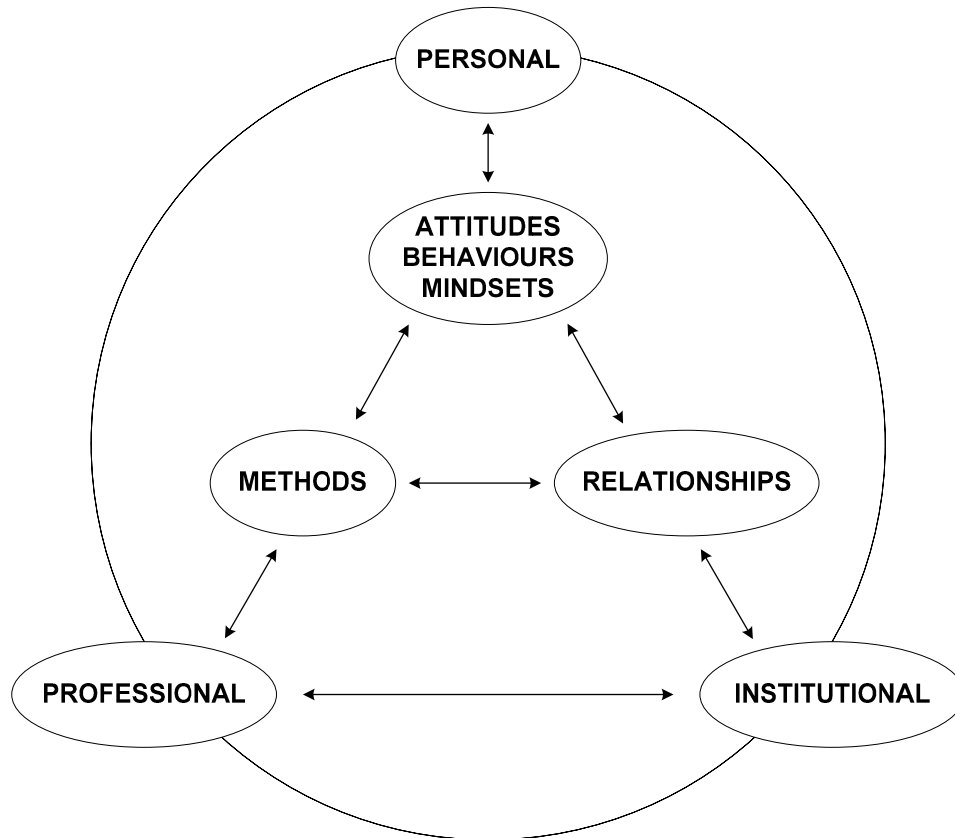 PERSONAL
ATTITUDES
BEHAVIOURS
MINDSETS
METHODS
RELATIONSHIPS
PROFESSIONAL
INSTITUTIONAL